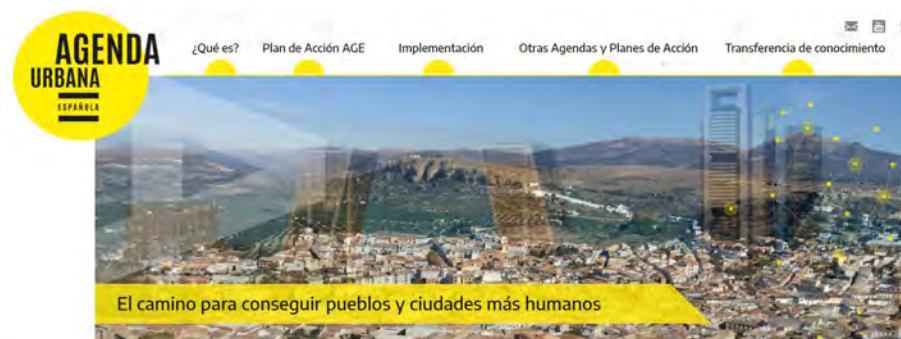 AGENDA
URBANA
ESPAÑOLA
¿Qué es? Plan de Acción AGE Implementación Otras Agendas y Planes de Acción Transferencia de conocimiento
El camino para conseguir pueblos y ciudades más humanos